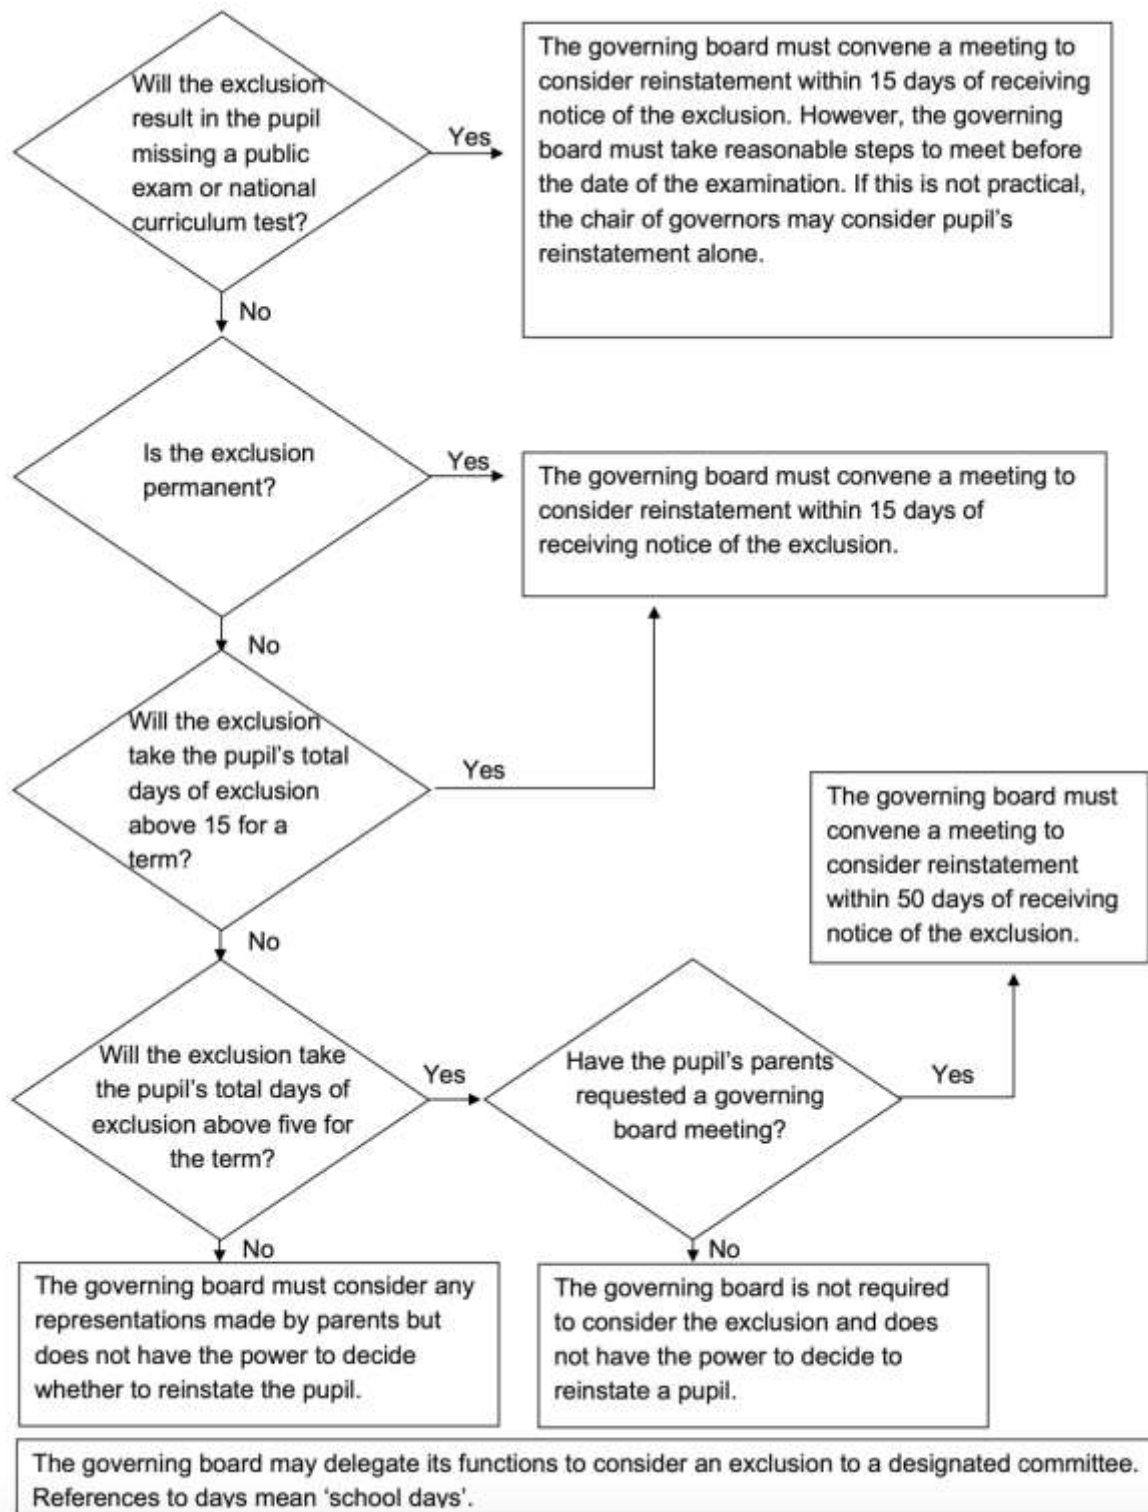 Will the exclusion
result in the pupil
missing a public
exam or national
curriculum test?
Yes
The governing board must convene a meeting to
consider reinstatement within 15 days of receiving
notice of the exclusion. However, the governing
board must take reasonable steps to meet before
the date of the examination. If this is not practical,
the chair of governors may consider pupil's
reinstatement alone.
No
Is the exclusion
permanent?
Yes
The governing board must convene a meeting to
consider reinstatement within 15 days of
receiving notice of the exclusion.
No
Will the exclusion
take the pupil's total
days of exclusion
above 15 for a
term?
Yes
The governing board must
convene a meeting to
consider reinstatement
within 50 days of receiving
notice of the exclusion.
No
Will the exclusion take
the pupil's total days of
exclusion above five for
the term?
Yes
Have the pupil's parents
requested a governing
board meeting?
Yes
No
The governing board must consider any
representations made by parents but
does not have the power to decide
whether to reinstate the pupil.
No
The governing board is not required
to consider the exclusion and does
not have the power to decide to
reinstate a pupil.
The governing board may delegate its functions to consider an exclusion to a designated committee.
References to days mean 'school days'.